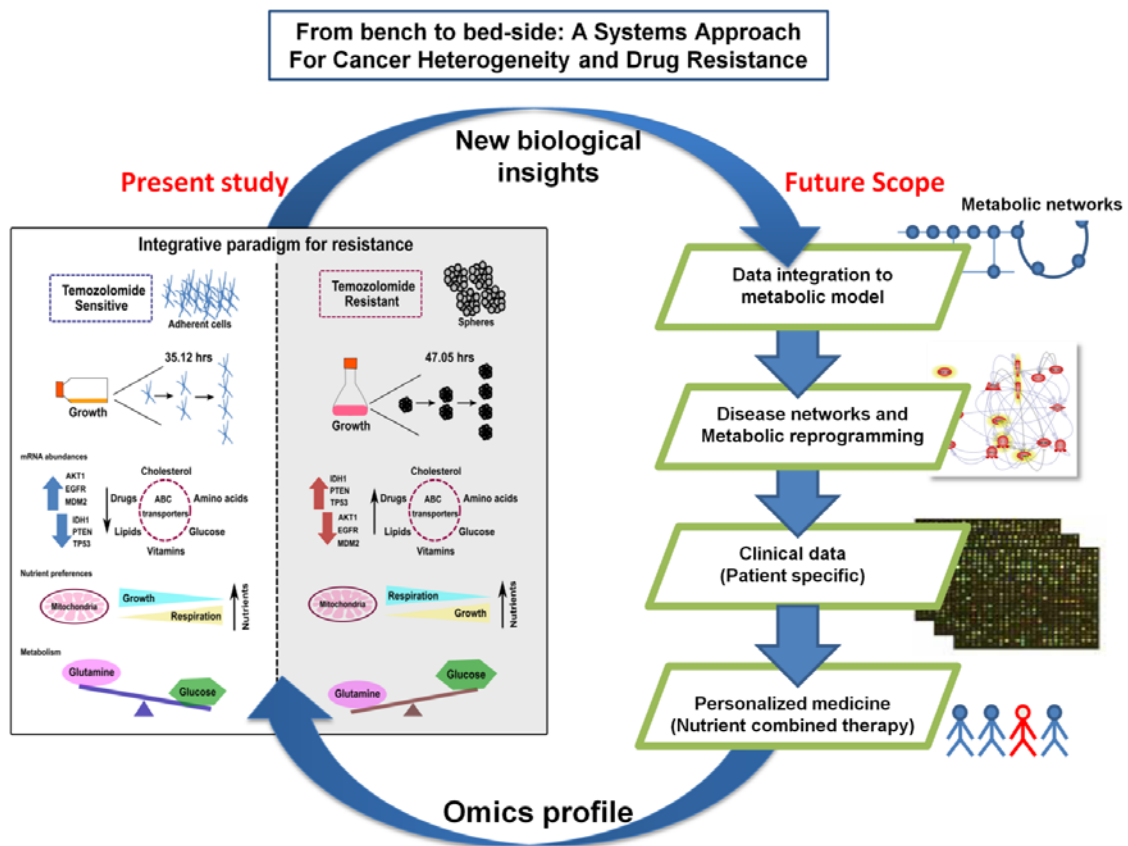 From bench to bed-side: A Systems Approach
For Cancer Heterogeneity and Drug Resistance
New biological
insights
Present study
Future Scope
Integrative paradigm for resistance
Temozolomide
Sensitive
Adherent cells
35.12 hrs
Growth
mRNA abundances
AKT1
EGFR
MDM2
IDH1
PTEN
TP53
Cholesterol
Drugs
ABC
transporters
Amino acids
Lipids
Glucose
Vitamins
Nutrient preferences
Mitochondria
Growth
Respiration
Nutrients
Metabolism
Glutamine
Glucose
Temozolomide
Resistant
Spheres
47.05 hrs
Growth
IDH1
PTEN
TP53
AKT1
EGFR
MDM2
Cholesterol
Drugs
ABC
transporters
Amino acids
Lipids
Glucose
Vitamins
Mitochondria
Respiration
Growth
Nutrients
Glutamine
Glucose
Metabolic networks
Data integration to
metabolic model
Disease networks and
Metabolic reprogramming
Clinical data
(Patient specific)
Personalized medicine
(Nutrient combined therapy)
Omics profile